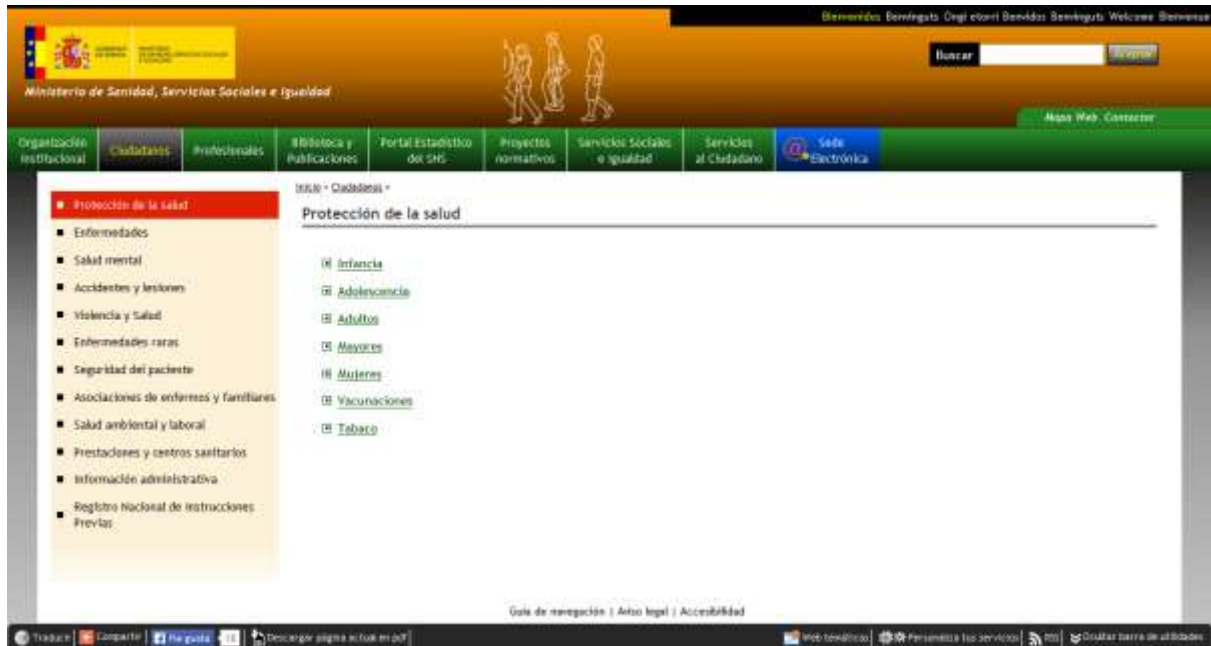 Bienvenidos Benvinguts Ongi etorri Benvidos Benvinguts Welcome Bienvenue
Buscar
Ministerio de Sanidad, Servicios Sociales e Igualdad
Mapa Web Contactar
Organización Institucional
Ciudadanos
Profesionales
Biblioteca y Publicaciones
Portal Estadístico del SNS
Proyectos normativos
Servicios Sociales e Igualdad
Servicios al Ciudadano
@ Sede Electrónica
Inicio - Ciudadanos -
Protección de la salud
Protección de la salud
Enfermedades
Salud mental
Accidentes y lesiones
Violencia y Salud
Enfermedades raras
Seguridad del paciente
Asociaciones de enfermos y familiares
Salud ambiental y laboral
Prestaciones y centros sanitarios
Información administrativa
Registro Nacional de Instrucciones
Previas
Infancia
Adolescencia
Adultos
Mayores
Mujeres
Vacunaciones
Tabaco
Guía de navegación | Aviso legal | Accesibilidad
Traducir | Compartir | Me gusta | Descargar página actual en pdf |
Web temáticos | Personaliza tus servicios | RSS | Ocultar barra de utilidades